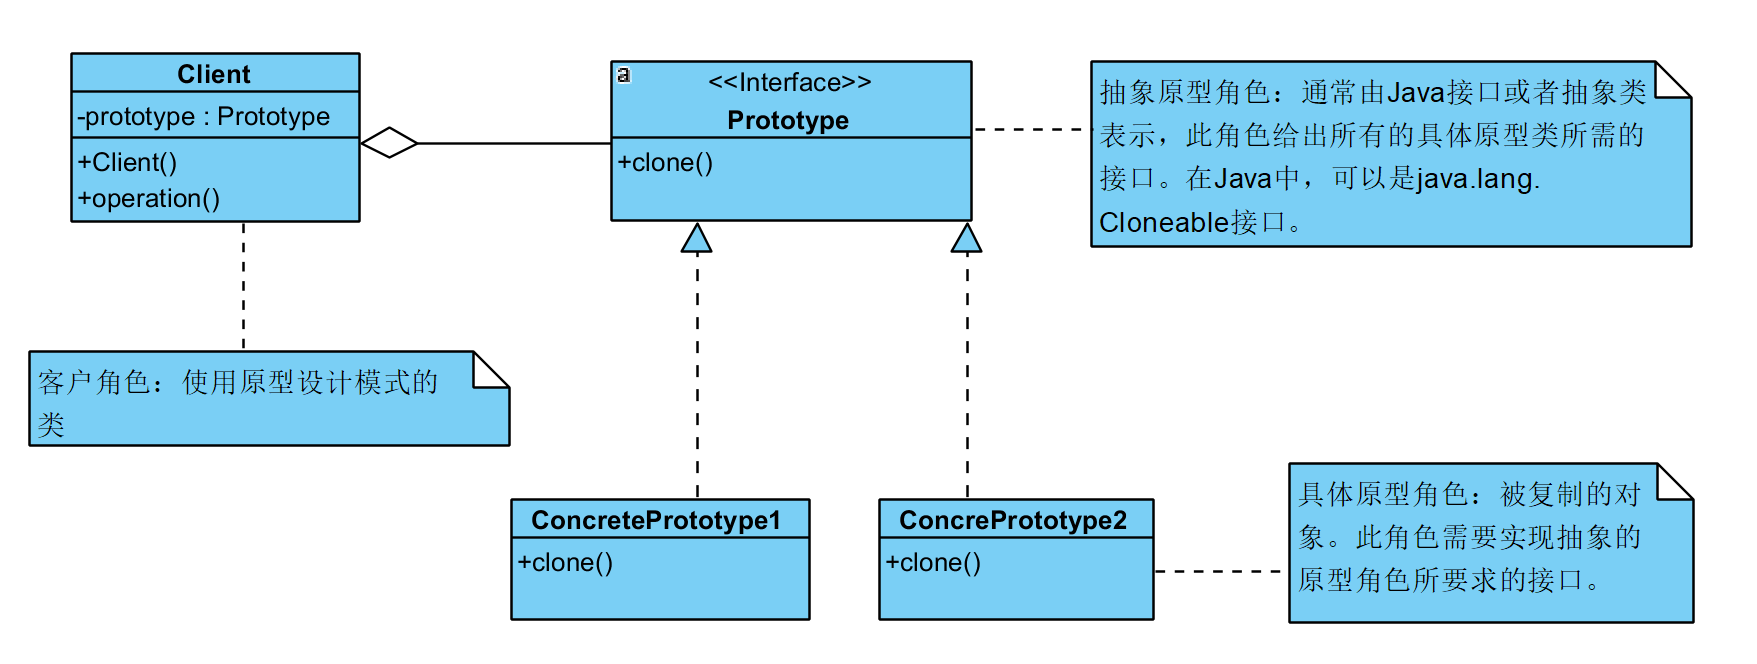 Client
-prototype : Prototype
+Client()
+operation()
a
<<Interface>>
Prototype
+clone()
抽象原型角色：通常由Java接口或者抽象类
表示，此角色给出所有的具体原型类所需的
接口。在Java中，可以是java.lang.
Cloneable接口。
客户角色：使用原型设计模式的
类
ConcretePrototype1
+clone()
ConcrePrototype2
+clone()
具体原型角色：被复制的对
象。此角色需要实现抽象的
原型角色所要求的接口。